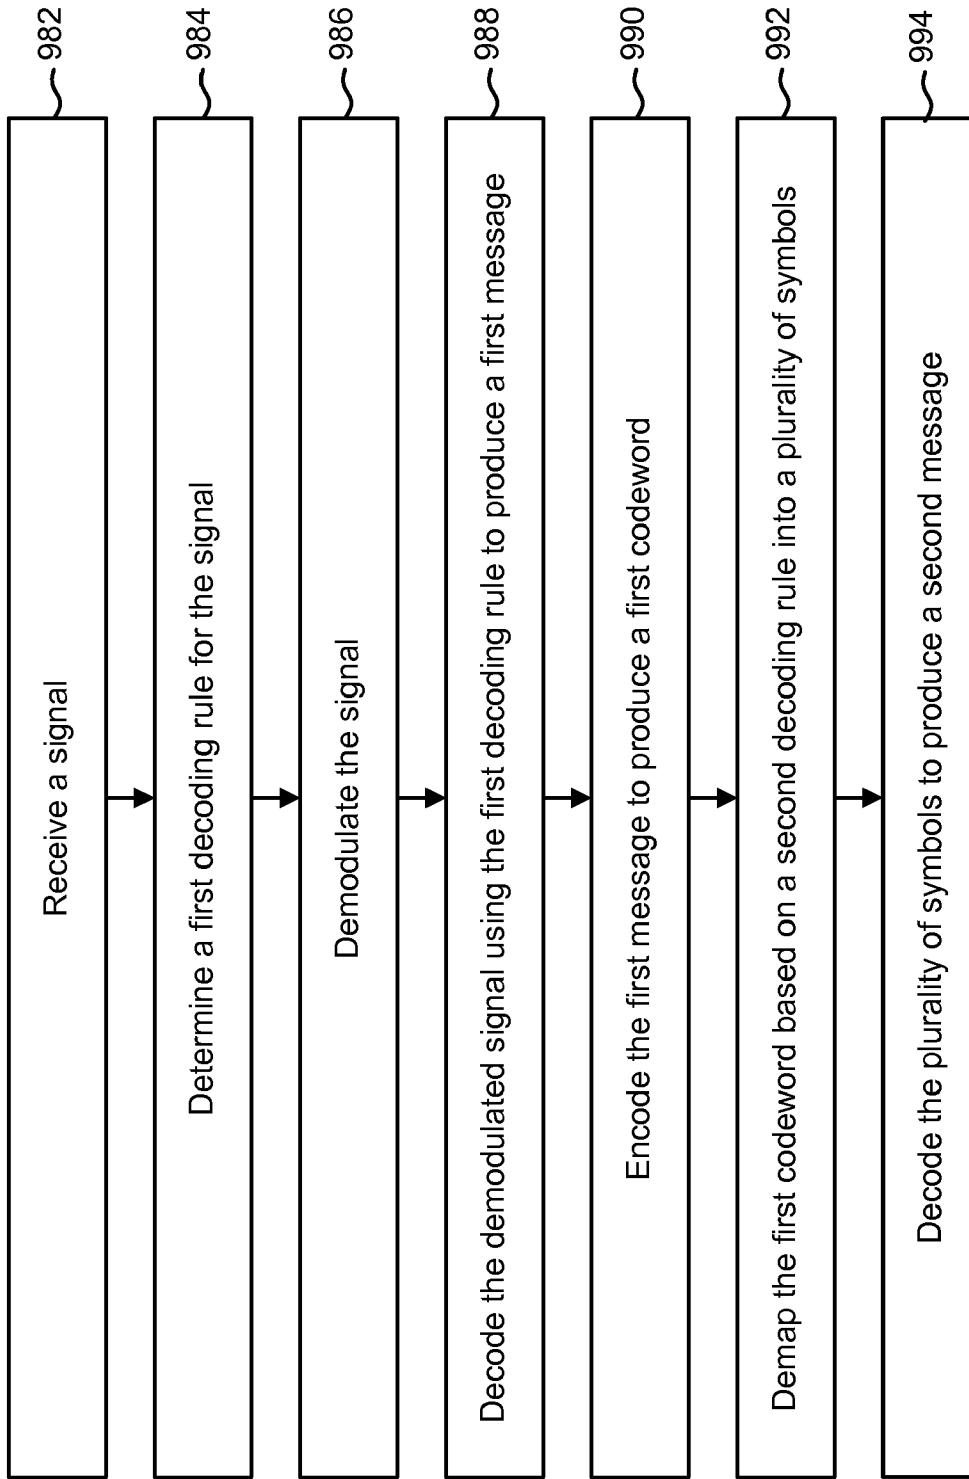 Receive a signal
982
Determine a first decoding rule for the signal
984
Demodulate the signal
986
Decode the demodulated signal using the first decoding rule to produce a first message
988
Encode the first message to produce a first codeword
990
Demap the first codeword based on a second decoding rule into a plurality of symbols
992
Decode the plurality of symbols to produce a second message
994